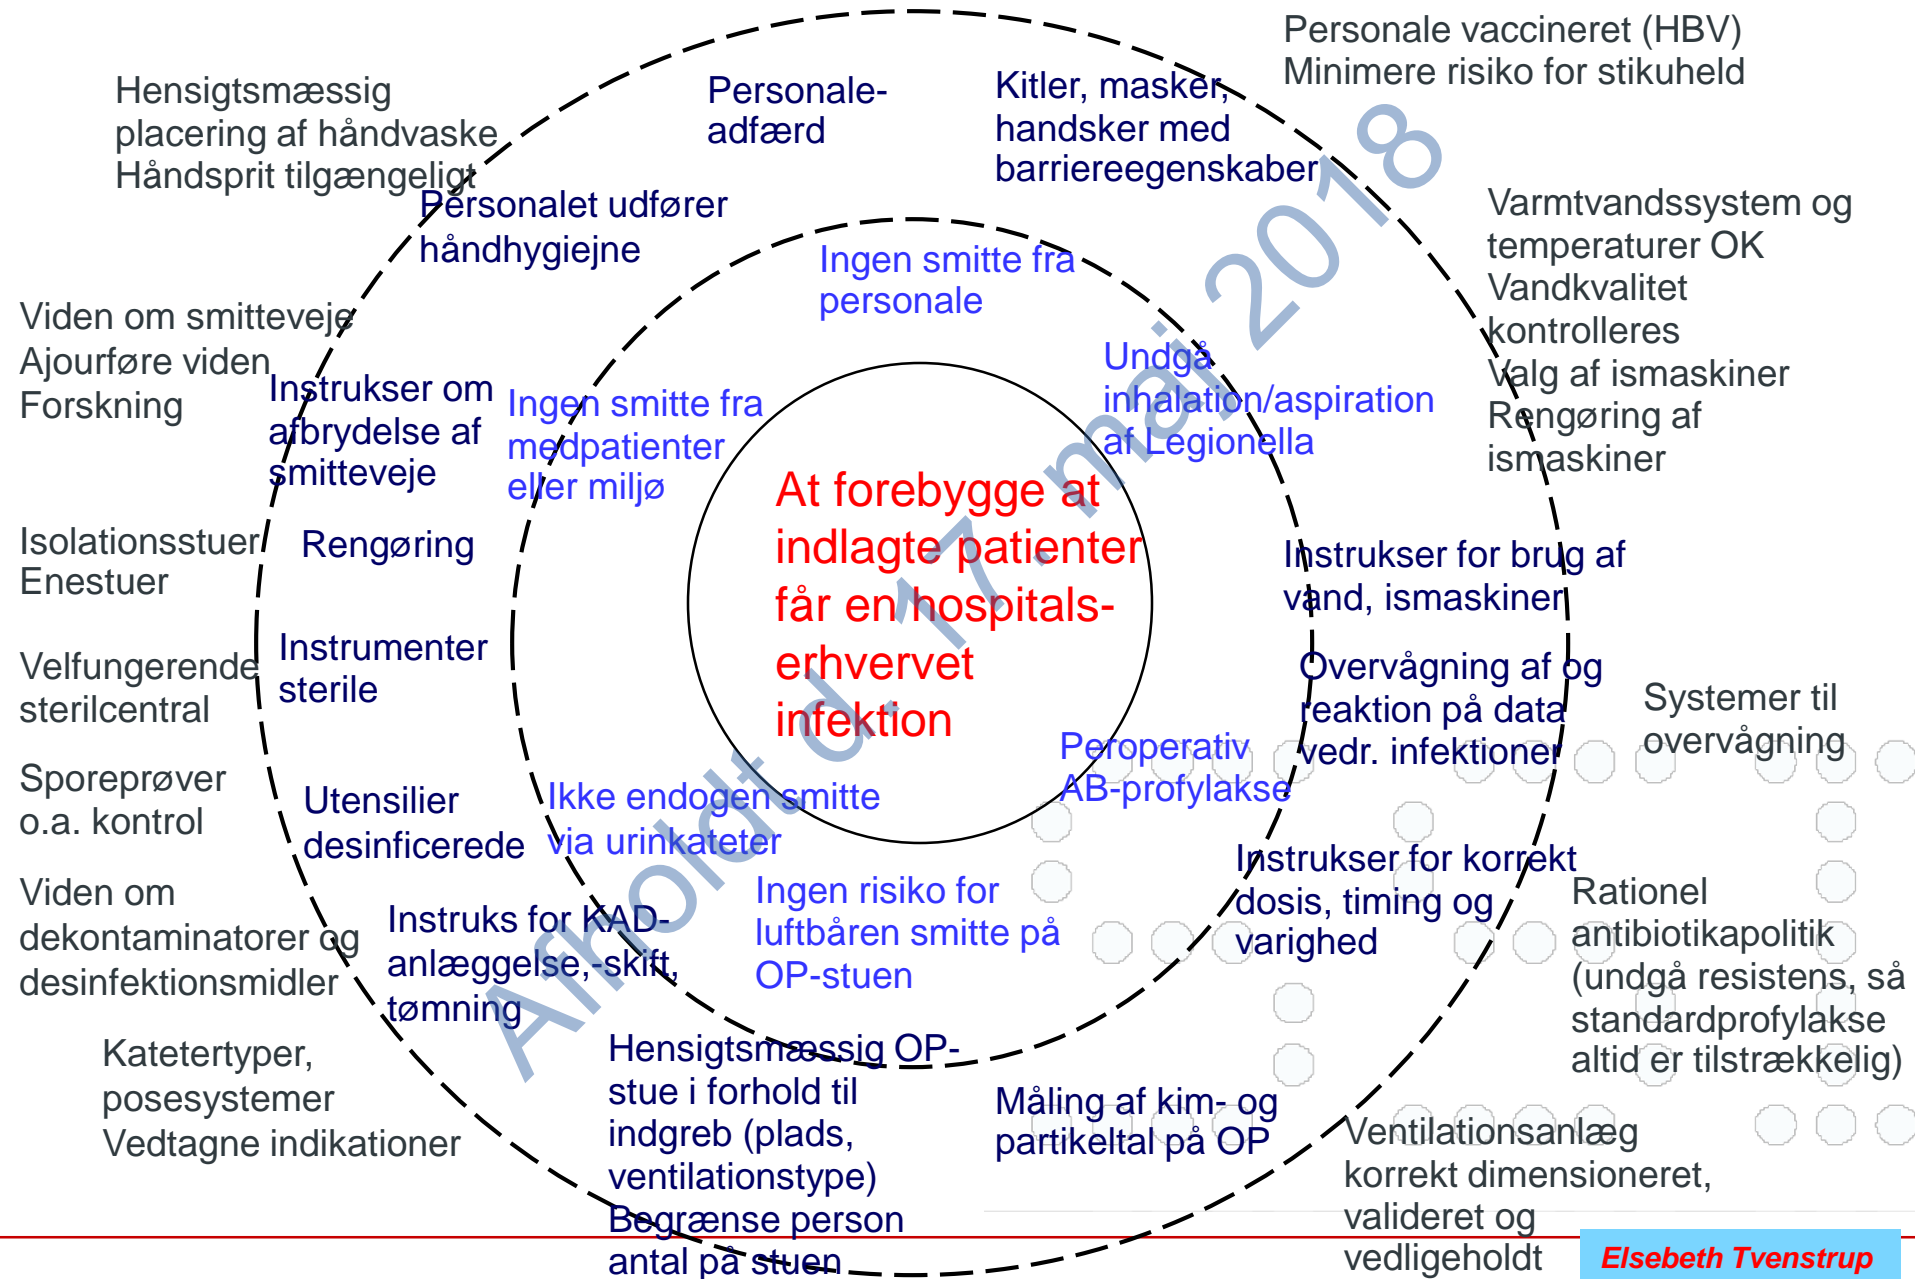 Personale vaccineret (HBV)
Minimere risiko for stikuheld
Hensigtsmæssig
placering af håndvaske
Håndsprit tilgængeligt
Personale-
adfærd
Kitler, masker,
handsker med
barriereegenskaber
Personalet udfører
håndhygiejne
Varmtvandssystem og
temperaturer OK
Vandkvalitet
kontrolleres
Valg af ismaskiner
Rengøring af
ismaskiner
Ingen smitte fra
personale
Viden om smitteveje
Ajourføre viden
Forskning
Instrukser om
afbrydelse af
smitteveje
Ingen smitte fra
medpatienter
eller miljø
Undgå
inhalation/aspiration
af Legionella
At forebygge at
indlagte patienter
får en hospitals-
erhvervet
infektion
Isolationsstuer
Enestuer
Rengøring
Instrukser for brug af
vand, ismaskiner
Velfungerende
sterilcentral
Instrumenter
sterile
Overvågning af og
reaktion på data
vedr. infektioner
Systemer til
overvågning
Sporeprøver
o.a. kontrol
Utensilier
desinficerede
Ikke endogen smitte
via urinkateter
Peroperativ
AB-profylakse
Instrukser for korrekt
dosis, timing og
varighed
Viden om
dekontaminatorer og
desinfektionsmidler
Instruks for KAD-
anlæggelse,-skift,
tømning
Ingen risiko for
luftbåren smitte på
OP-stuen
Rationel
antibiotikapolitik
(undgå resistens, så
standardprofylakse
altid er tilstrækkelig)
Katetertyper,
posesystemer
Vedtagne indikationer
Hensigtsmæssig OP-
stue i forhold til
indgreb (plads,
ventilationstype)
Begrænse person
antal på stuen
Måling af kim- og
partikeltal på OP
Ventilationsanlæg
korrekt dimensioneret,
valideret og
vedligeholdt
Elsebeth Tvenstrup
Afholdt d. 17. maj 2018